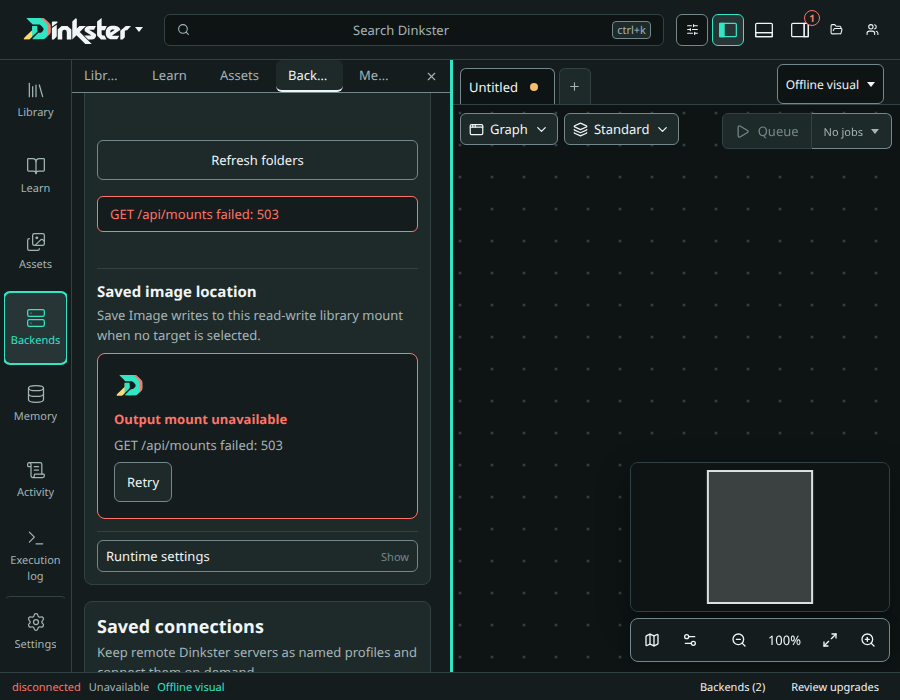 Dinkster
Search Dinkster
ctrl+k
1
Library
Learn
Assets
Backends
Memory
Activity
Execution
log
Settings
Libr...
Learn
Assets
Back...
Me...
Refresh folders
GET /api/mounts failed: 503
Saved image location
Save Image writes to this read-write library mount
when no target is selected.
Output mount unavailable
GET /api/mounts failed: 503
Retry
Runtime settings
Show
Saved connections
Keep remote Dinkster servers as named profiles and
connect them on demand.
Untitled
Offline visual
Graph
Standard
Queue
No jobs
100%
disconnected
Unavailable
Offline visual
Backends (2)
Review upgrades